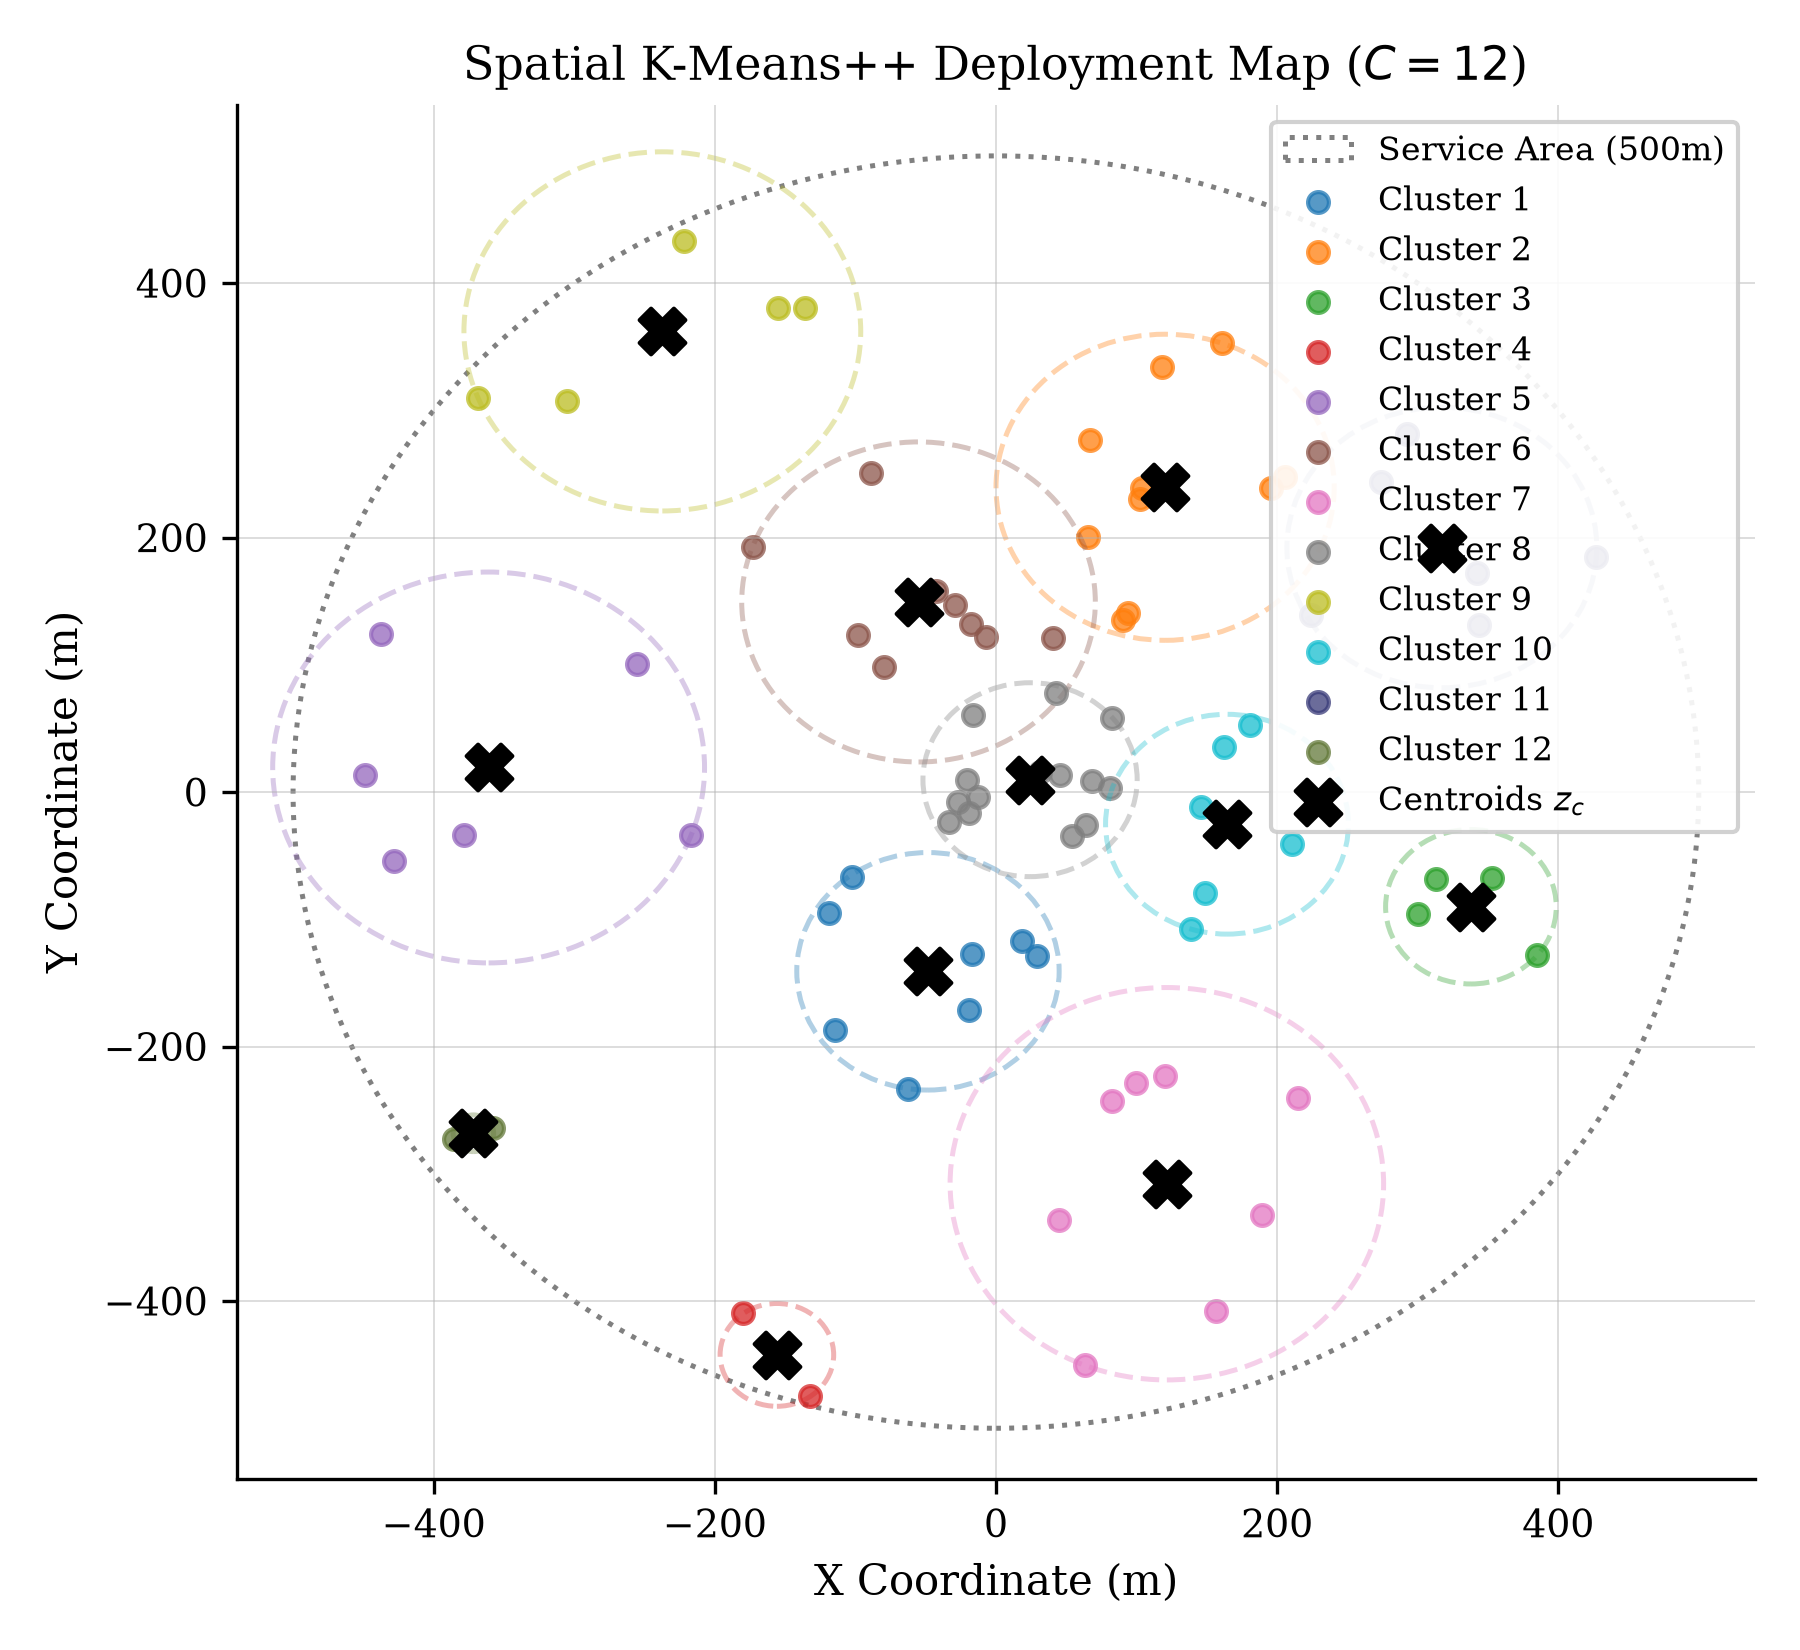 Spatial K-Means++ Deployment Map (C = 12)
Service Area (500m)
Cluster 1
Cluster 2
Cluster 3
Cluster 4
Cluster 5
Cluster 6
Cluster 7
Cluster 8
Cluster 9
Cluster 10
Cluster 11
Cluster 12
Centroids z_c
Y Coordinate (m)
400
200
0
−200
−400
−400
−200
0
200
400
X Coordinate (m)